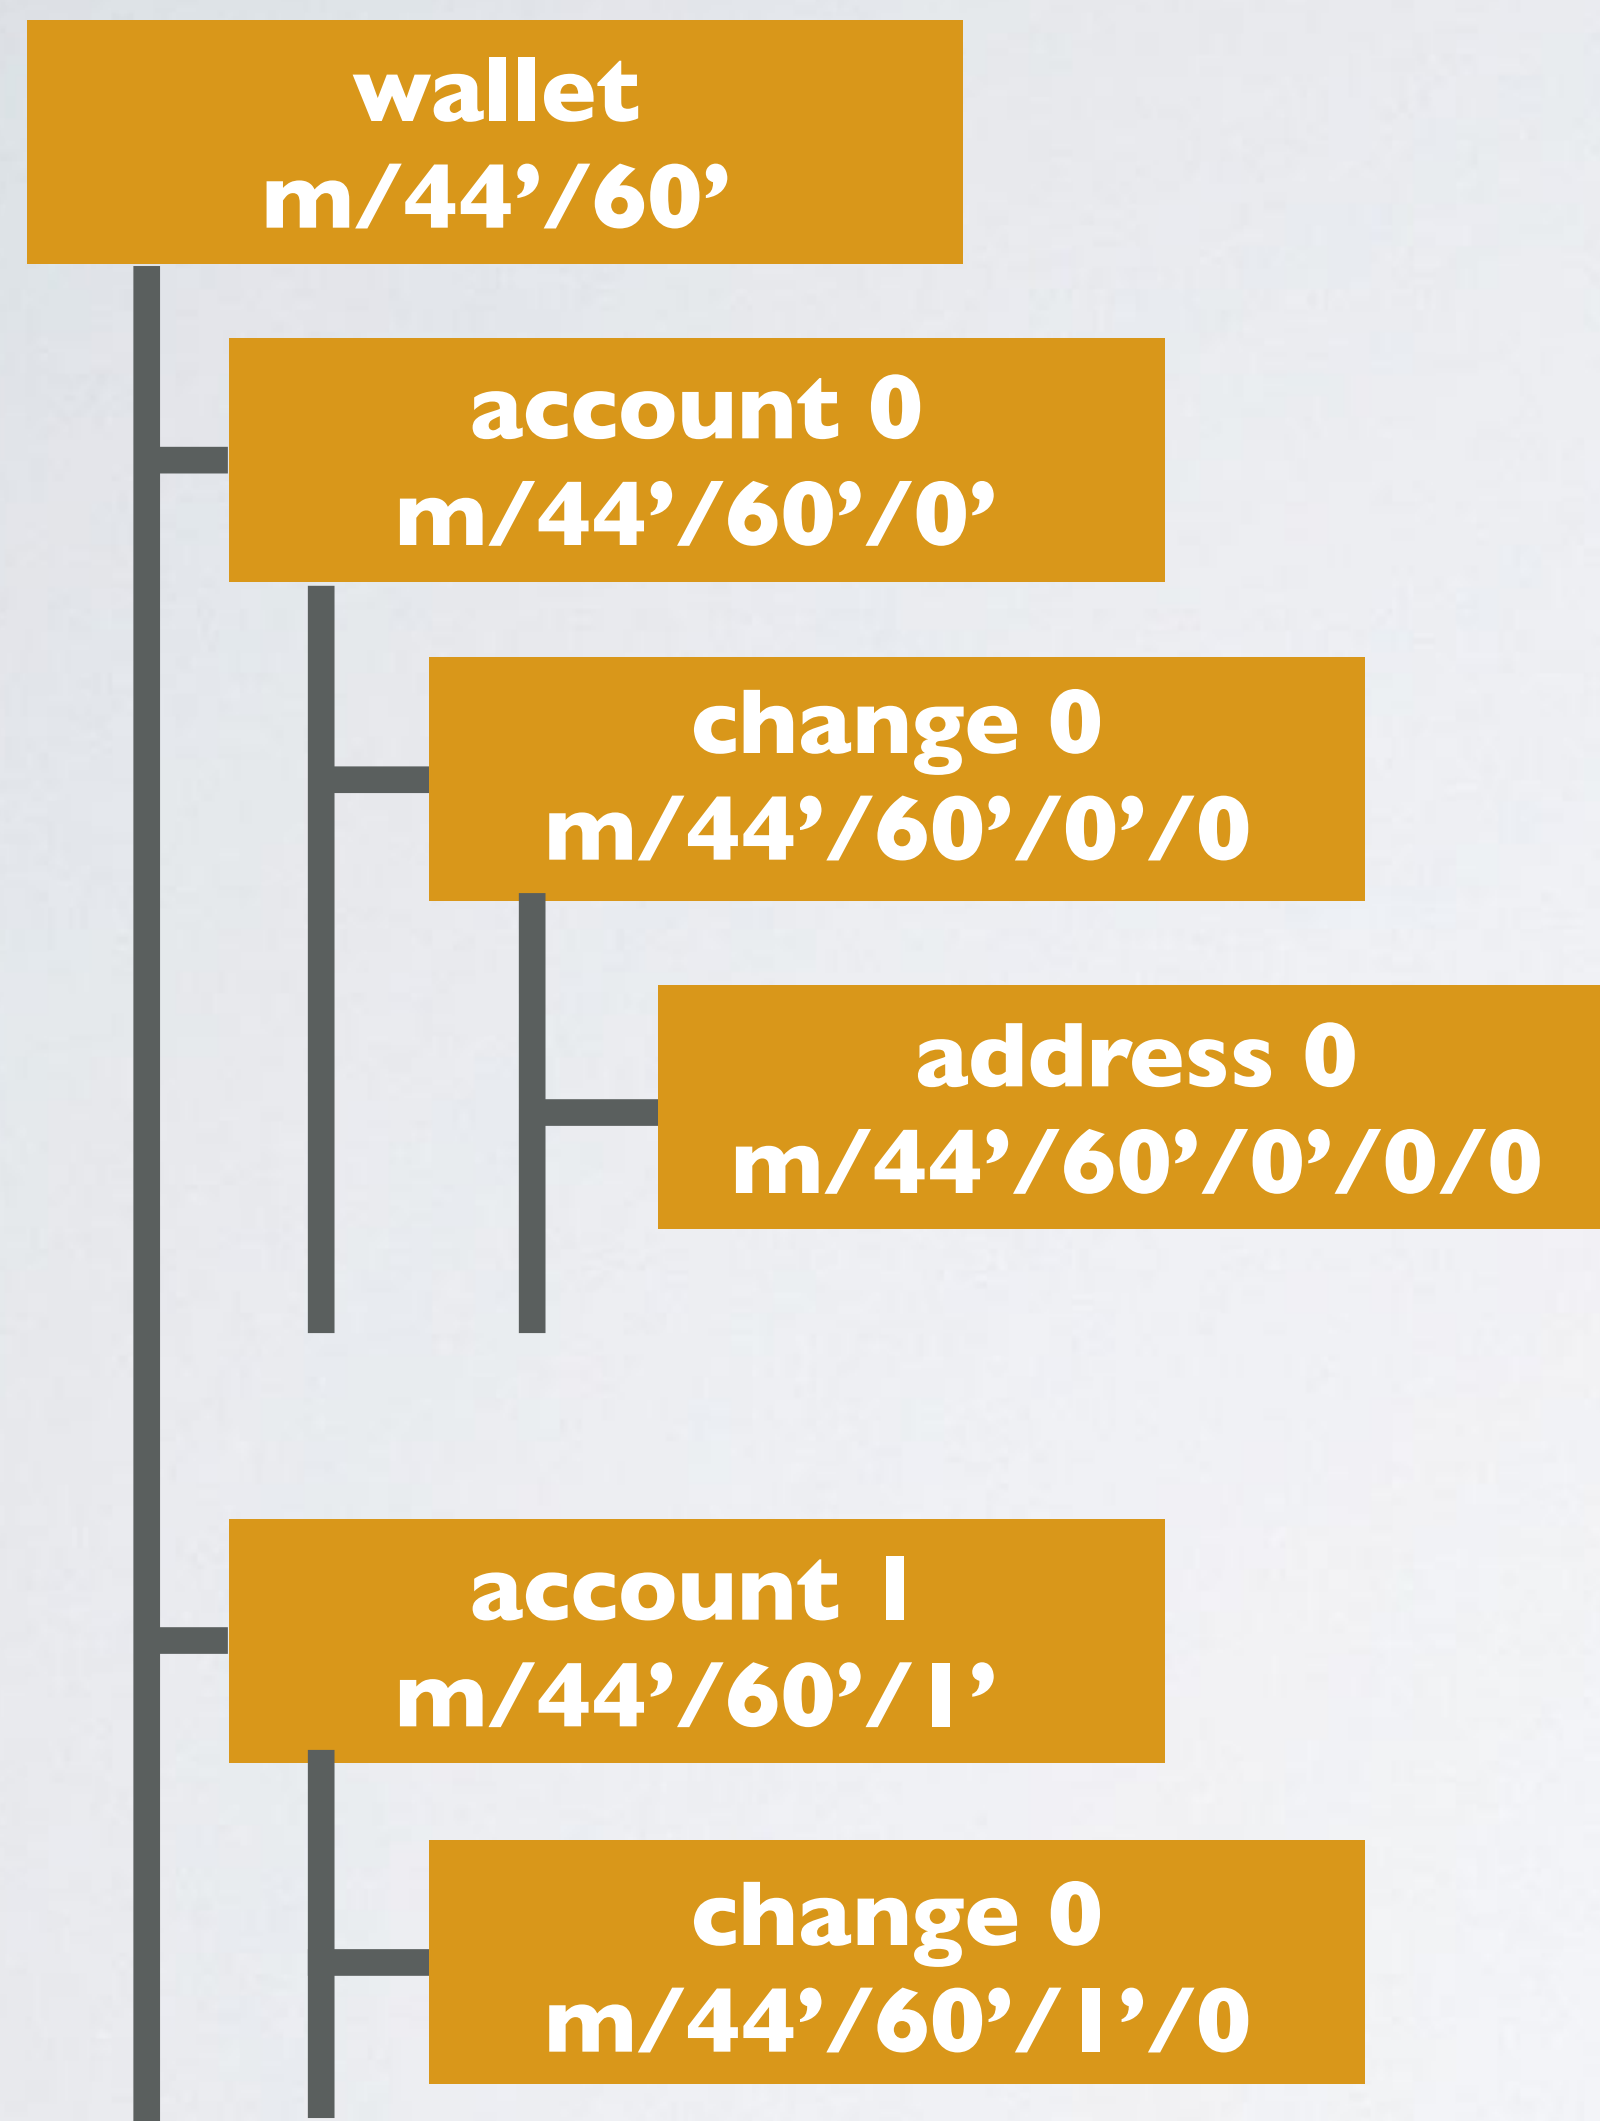 wallet
m/44’/60’
account 0
m/44’/60’/0’
change 0
m/44’/60’/0’/0
address 0
m/44’/60’/0’/0/0
account 1
m/44’/60’/1’
change 0
m/44’/60’/1’/0